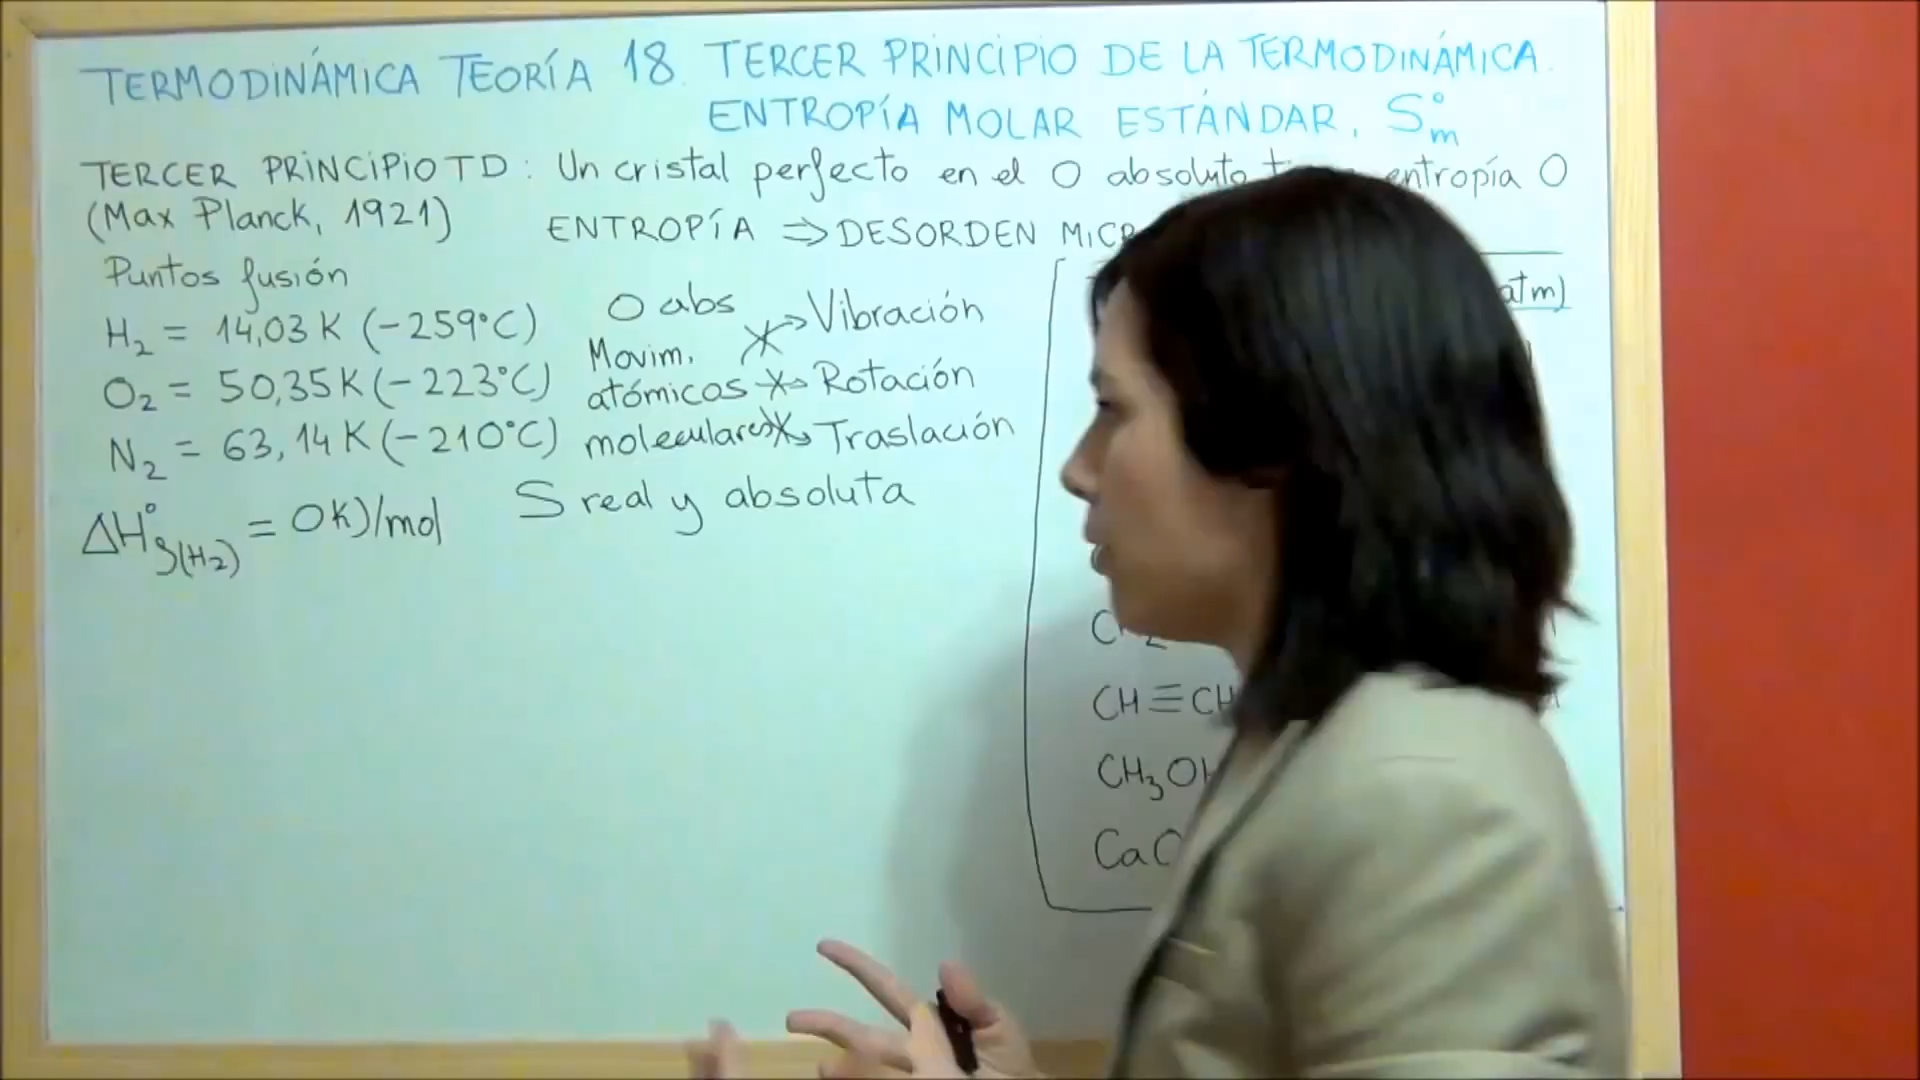 TERMODINÁMICA TEORÍA 18. TERCER PRINCIPIO DE LA TERMODINÁMICA.
ENTROPÍA MOLAR ESTÁNDAR, S°m
TERCER PRINCIPIO TD: Un cristal perfecto en el 0 absoluto entropía 0
(Max Planck, 1921) ENTROPÍA ⇒ DESORDEN
Puntos fusión
H₂ = 14,03 K (-259°C)
O₂ = 50,35 K (-223°C)
N₂ = 63,14 K (-210°C)
ΔH°f(H₂) = 0 kJ/mol
0 abs
Movim.
atómicos
moleculares
Vibración
Rotación
Traslación
S real y absoluta
atm)
CH≡CH
CH₃OH